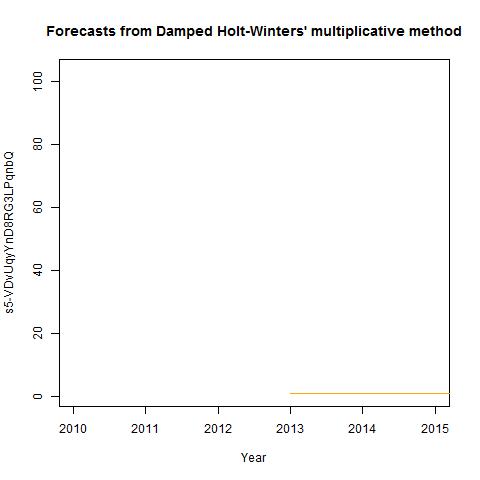 Forecasts from Damped Holt-Winters' multiplicative method
100
80
60
40
20
0
s5-VDvUqyYnD8RG3LPqnbQ
2010 2011 2012 2013 2014 2015
Year